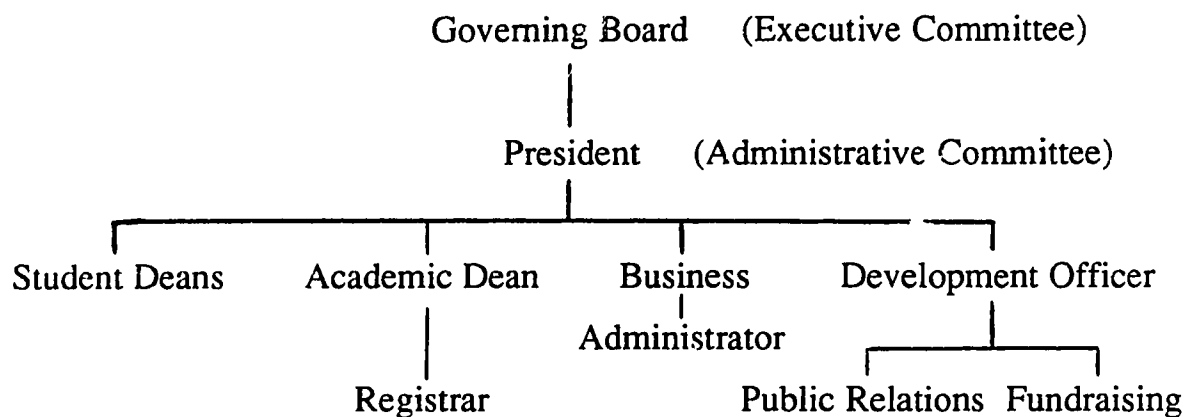 Governing Board (Executive Committee)
President (Administrative Committee)
Student Deans Academic Dean Business Development Officer
Administrator
Registrar Public Relations Fundraising